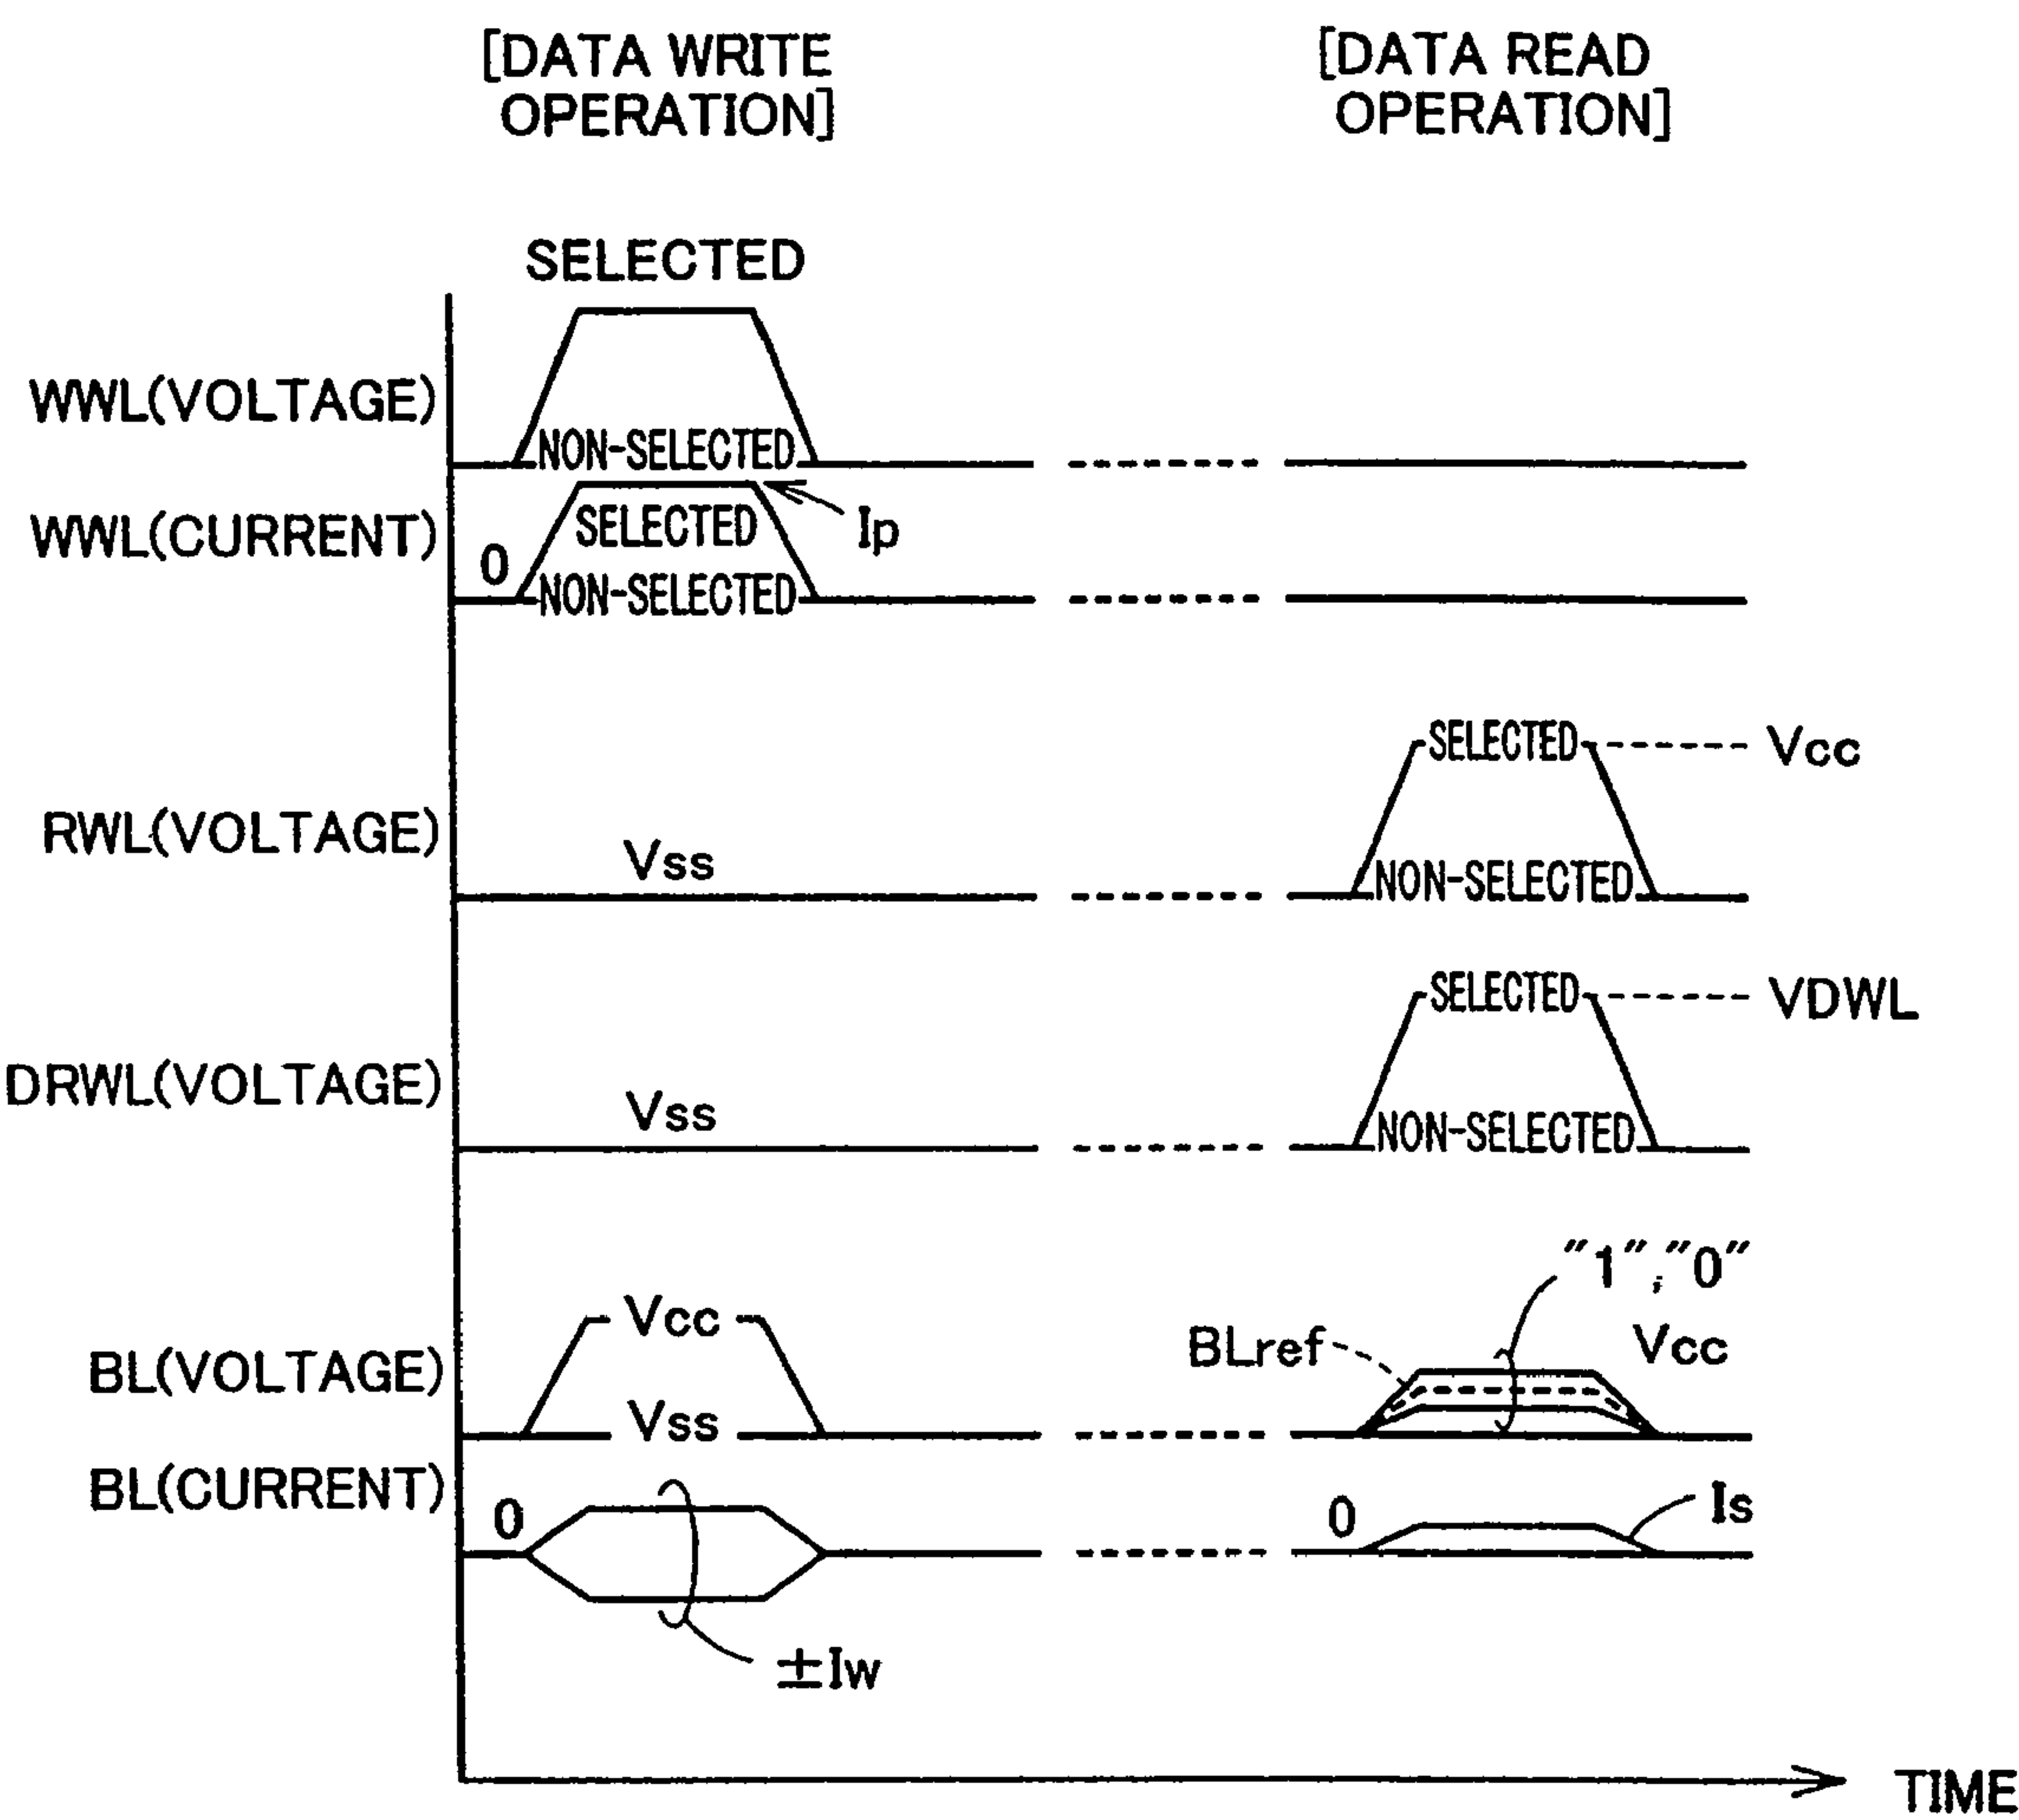 [DATA WRITE
OPERATION]
[DATA READ
OPERATION]
SELECTED
WWL(VOLTAGE)
NON-SELECTED
WWL(CURRENT)
0
SELECTED
Ip
NON-SELECTED
SELECTED
Vcc
RWL(VOLTAGE)
Vss
NON-SELECTED
SELECTED
VDWL
DRWL(VOLTAGE)
Vss
NON-SELECTED
"1","0"
Vcc
BLref
Vcc
BL(VOLTAGE)
Vss
BL(CURRENT)
0
0
Is
±Iw
TIME